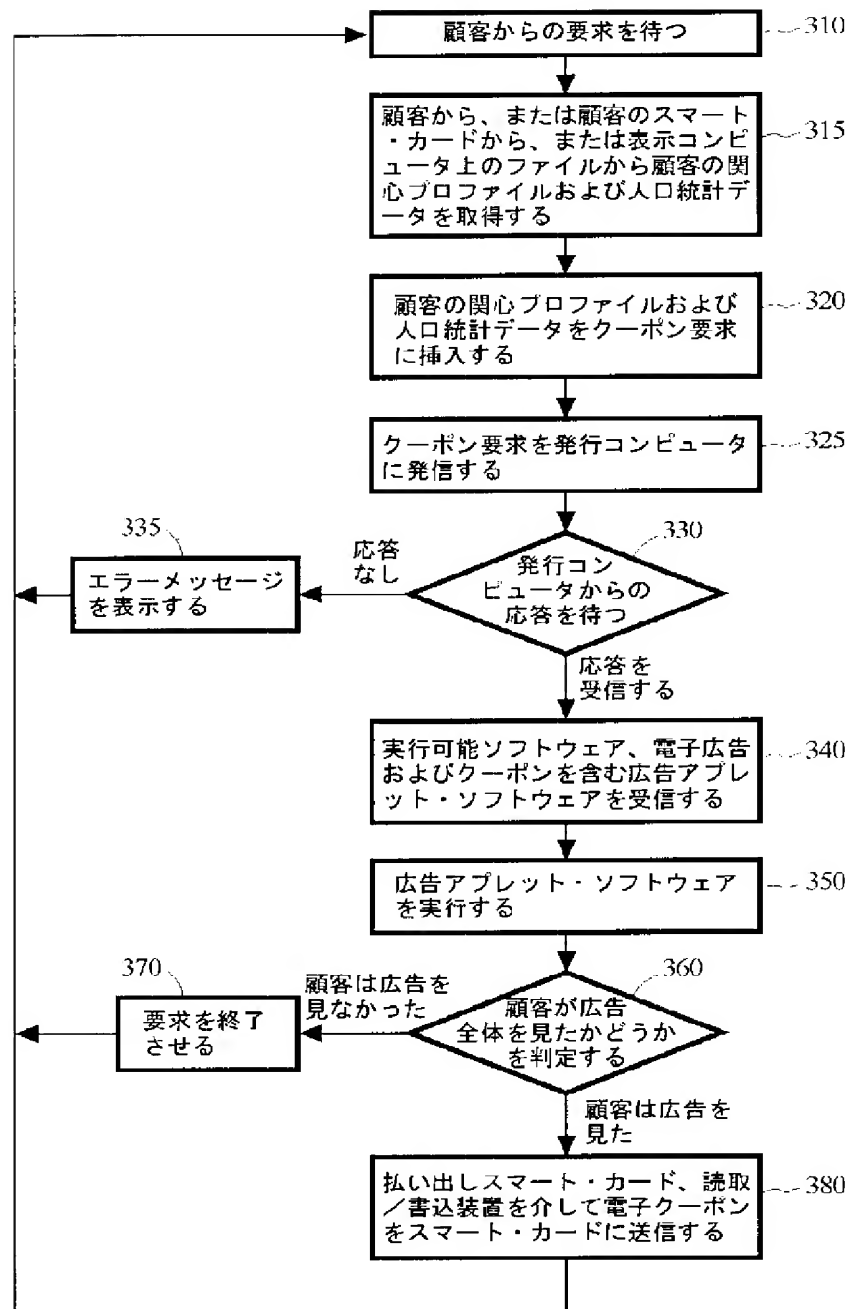 顧客からの要求を待つ
310
顧客から、または顧客のスマート
・カードから、または表示コンピ
ュータ上のファイルから顧客の関
心プロファイルおよび人口統計デ
ータを取得する
315
顧客の関心プロファイルおよび
人口統計データをクーポン要求
に挿入する
320
クーポン要求を発行コンピュータ
に発信する
325
330
発行コン
ピュータからの
応答を待つ
応答
なし
335
エラーメッセージ
を表示する
応答を
受信する
実行可能ソフトウェア、電子広告
およびクーポンを含む広告アプレ
ット・ソフトウェアを受信する
340
広告アプレット・ソフトウェア
を実行する
350
360
顧客が広告
全体を見たかどうか
を判定する
顧客は広告を
見なかった
370
要求を終了
させる
顧客は広告を
見た
払い出しスマート・カード、読取
／書込装置を介して電子クーポン
をスマート・カードに送信する
380